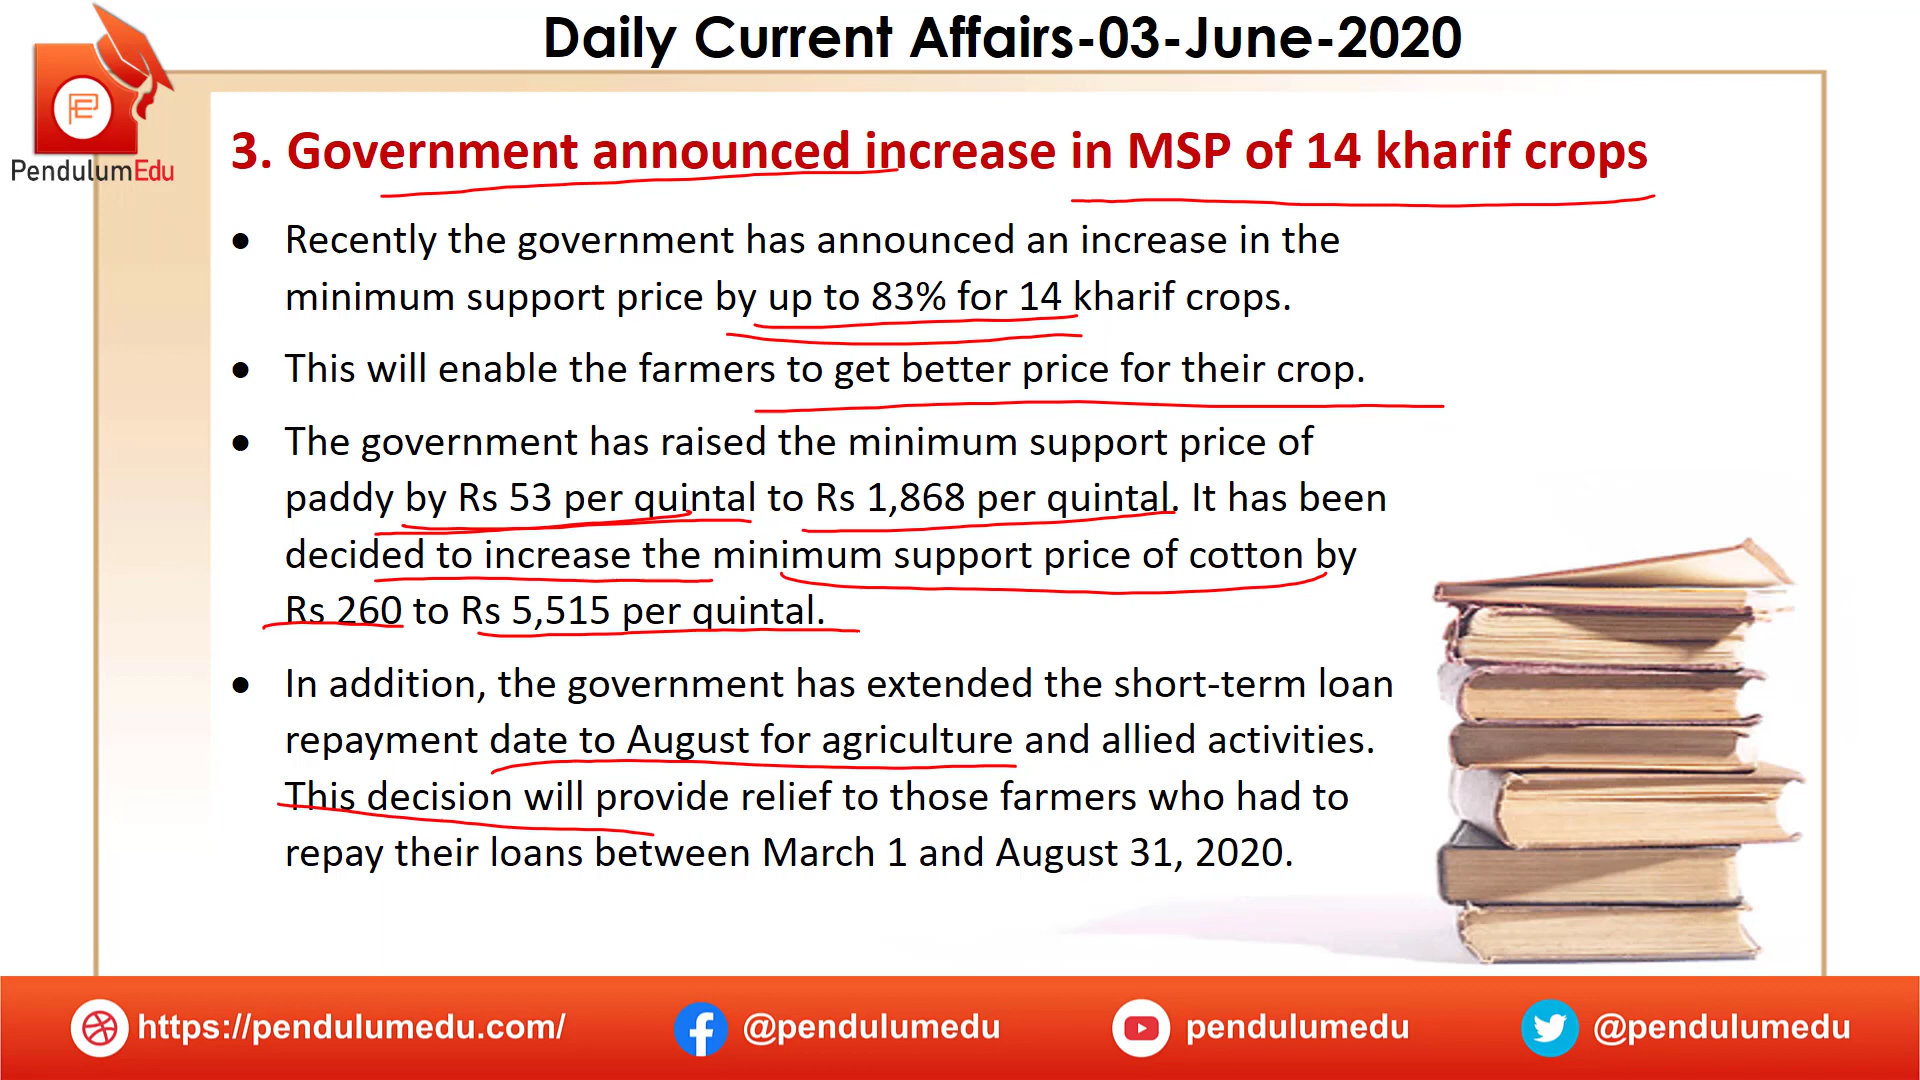 Daily Current Affairs-03-June-2020
PendulumEdu
3. Government announced increase in MSP of 14 kharif crops
• Recently the government has announced an increase in the
minimum support price by up to 83% for 14 kharif crops.
• This will enable the farmers to get better price for their crop.
• The government has raised the minimum support price of
paddy by Rs 53 per quintal to Rs 1,868 per quintal. It has been
decided to increase the minimum support price of cotton by
Rs 260 to Rs 5,515 per quintal.
• In addition, the government has extended the short-term loan
repayment date to August for agriculture and allied activities.
This decision will provide relief to those farmers who had to
repay their loans between March 1 and August 31, 2020.
https://pendulumedu.com/ @pendulumedu pendulumedu @pendulumedu